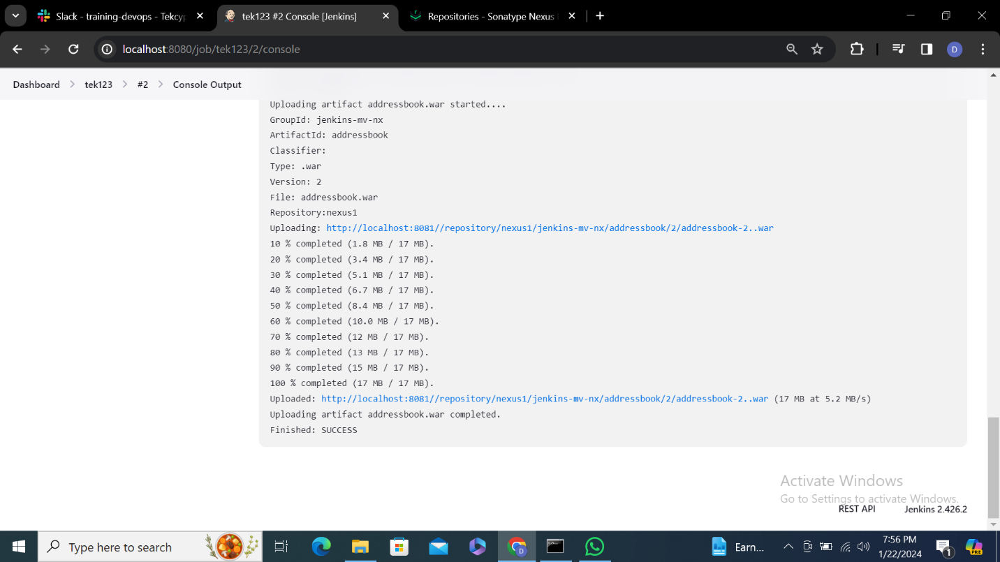 Slack - training-devops - Tekcyp
tek123 #2 Console [Jenkins]
Repositories - Sonatype Nexus
localhost:8080/job/tek123/2/console
D
Dashboard > tek123 > #2 > Console Output
Uploading artifact addressbook.war started....
GroupId: jenkins-mv-nx
ArtifactId: addressbook
Classifier:
Type: .war
Version: 2
File: addressbook.war
Repository:nexus1
Uploading: http://localhost:8081//repository/nexus1/jenkins-mv-nx/addressbook/2/addressbook-2..war
10 % completed (1.8 MB / 17 MB).
20 % completed (3.4 MB / 17 MB).
30 % completed (5.1 MB / 17 MB).
40 % completed (6.7 MB / 17 MB).
50 % completed (8.4 MB / 17 MB).
60 % completed (10.0 MB / 17 MB).
70 % completed (12 MB / 17 MB).
80 % completed (13 MB / 17 MB).
90 % completed (15 MB / 17 MB).
100 % completed (17 MB / 17 MB).
Uploaded: http://localhost:8081//repository/nexus1/jenkins-mv-nx/addressbook/2/addressbook-2..war (17 MB at 5.2 MB/s)
Uploading artifact addressbook.war completed.
Finished: SUCCESS
Activate Windows
Go to Settings to activate Windows.
REST API
Jenkins 2.426.2
Type here to search
D
Earn...
7:56 PM
1/22/2024
1
PRE